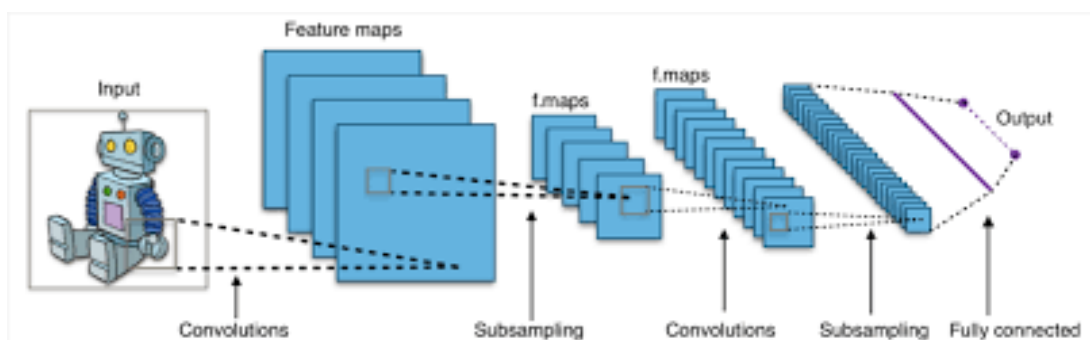 Feature maps
Input
f.maps
f.maps
Output
Convolutions
Subsampling
Convolutions
Subsampling
Fully connected